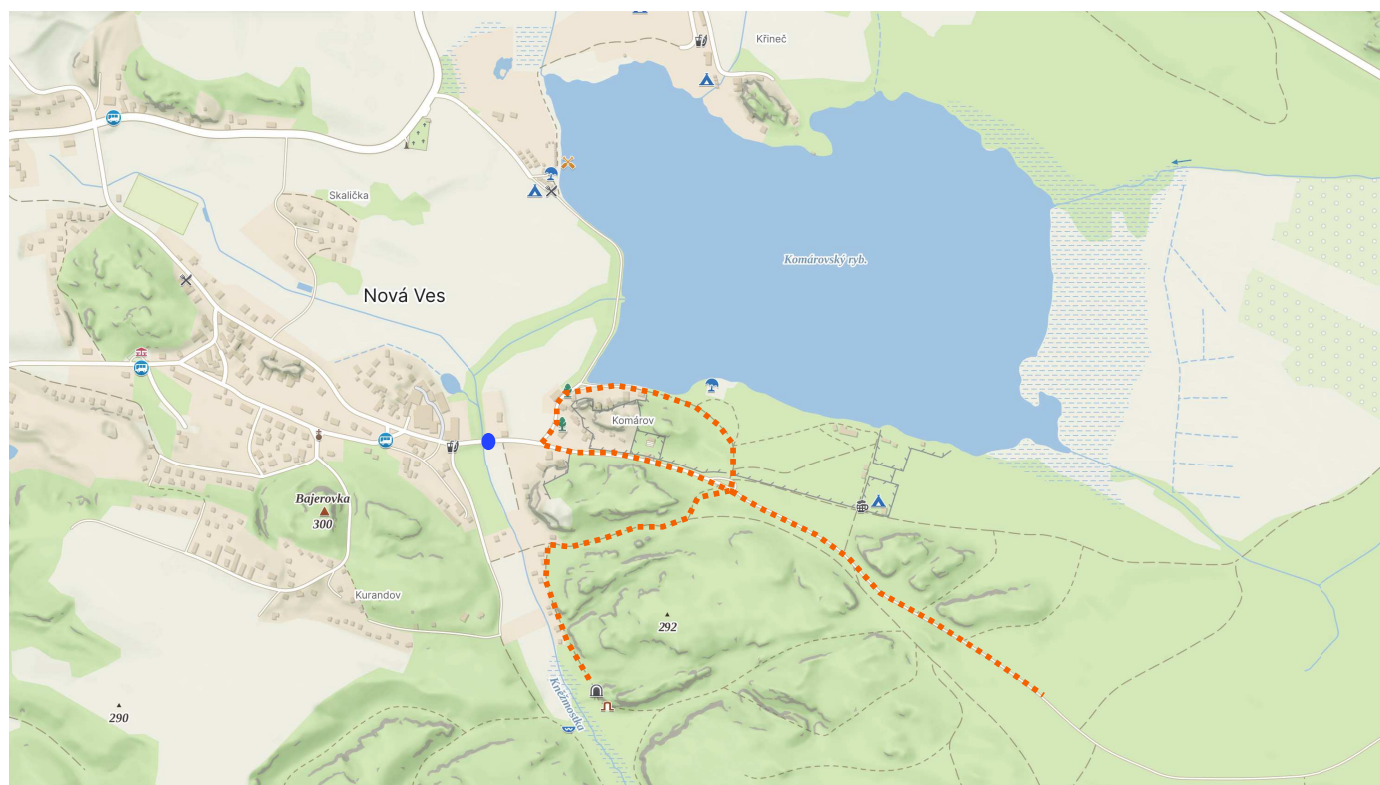 Křineč
Skalička
Komárovský ryb.
Nová Ves
Komárov
Bajerovka
300
Kurandov
292
Kněžmostka
290